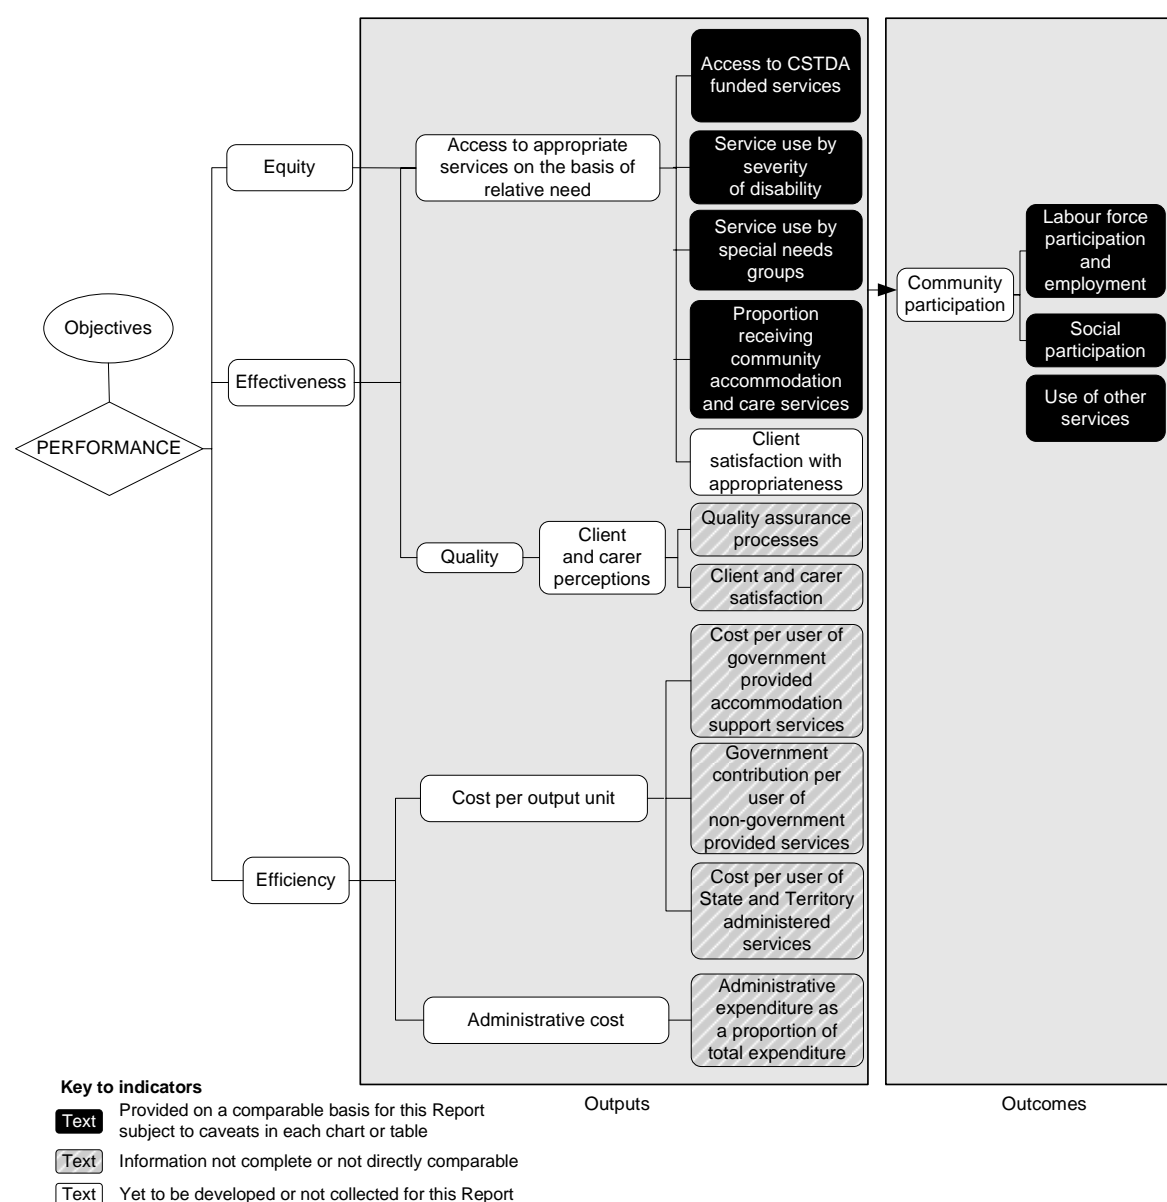 Objectives
PERFORMANCE
Equity
Effectiveness
Efficiency
Access to appropriate
services on the basis of
relative need
Quality
Client
and carer
perceptions
Cost per output unit
Administrative cost
Access to CSTDA
funded services
Service use by
severity
of disability
Service use by
special needs
groups
Proportion
receiving
community
accommodation
and care services
Client
satisfaction with
appropriateness
Quality assurance
processes
Client and carer
satisfaction
Cost per user of
government
provided
accommodation
support services
Government
contribution per
user of
non-government
provided services
Cost per user of
State and Territory
administered
services
Administrative
expenditure as
a proportion of
total expenditure
Outputs
Community
participation
Labour force
participation
and
employment
Social
participation
Use of other
services
Outcomes
Key to indicators
Text Provided on a comparable basis for this Report
subject to caveats in each chart or table
Text Information not complete or not directly comparable
Text Yet to be developed or not collected for this Report